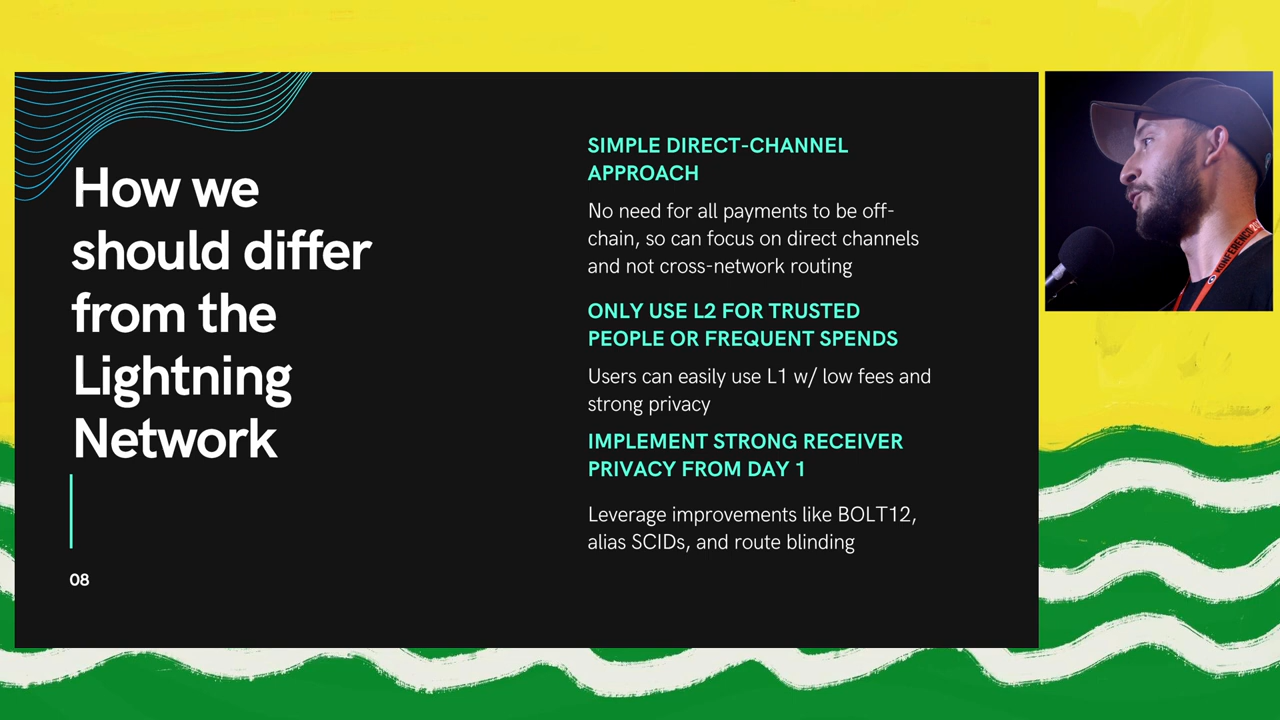 How we
should differ
from the
Lightning
Network
08
SIMPLE DIRECT-CHANNEL
APPROACH
No need for all payments to be off-
chain, so can focus on direct channels
and not cross-network routing
ONLY USE L2 FOR TRUSTED
PEOPLE OR FREQUENT SPENDS
Users can easily use L1 w/ low fees and
strong privacy
IMPLEMENT STRONG RECEIVER
PRIVACY FROM DAY 1
Leverage improvements like BOLT12,
alias SCIDs, and route blinding